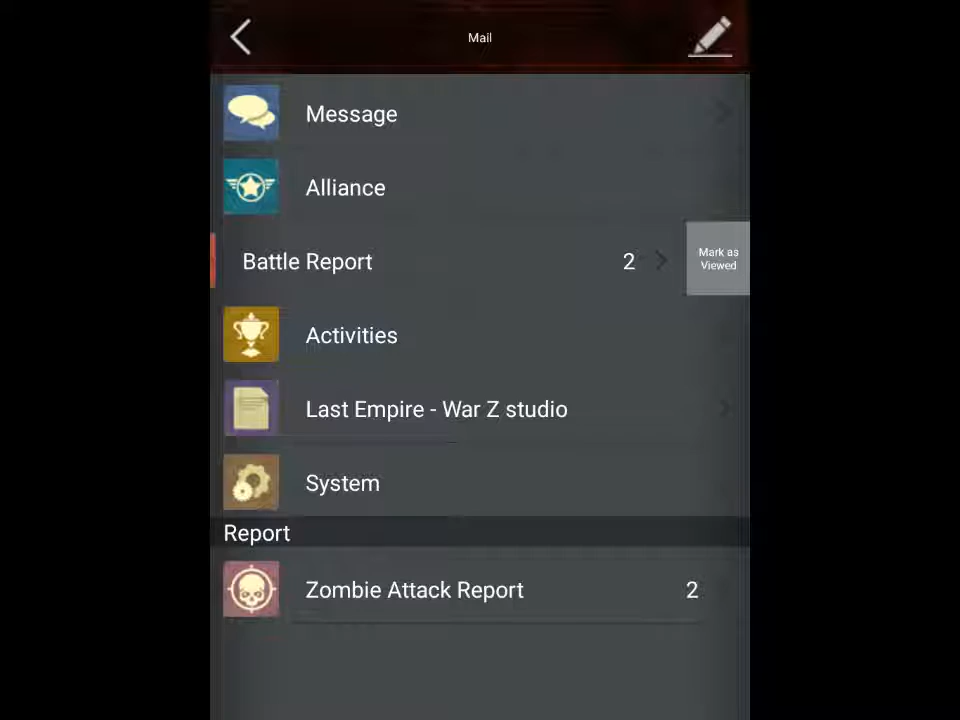 Mail
Message
Alliance
Battle Report 2
Mark as
Viewed
Activities
Last Empire - War Z studio
System
Report
Zombie Attack Report 2